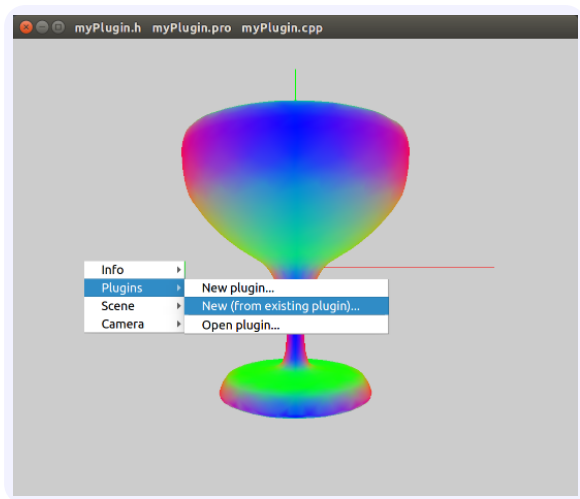 myPlugin.h myPlugin.pro myPlugin.cpp
Info
Plugins
Scene
Camera
New plugin...
New (from existing plugin)...
Open plugin...